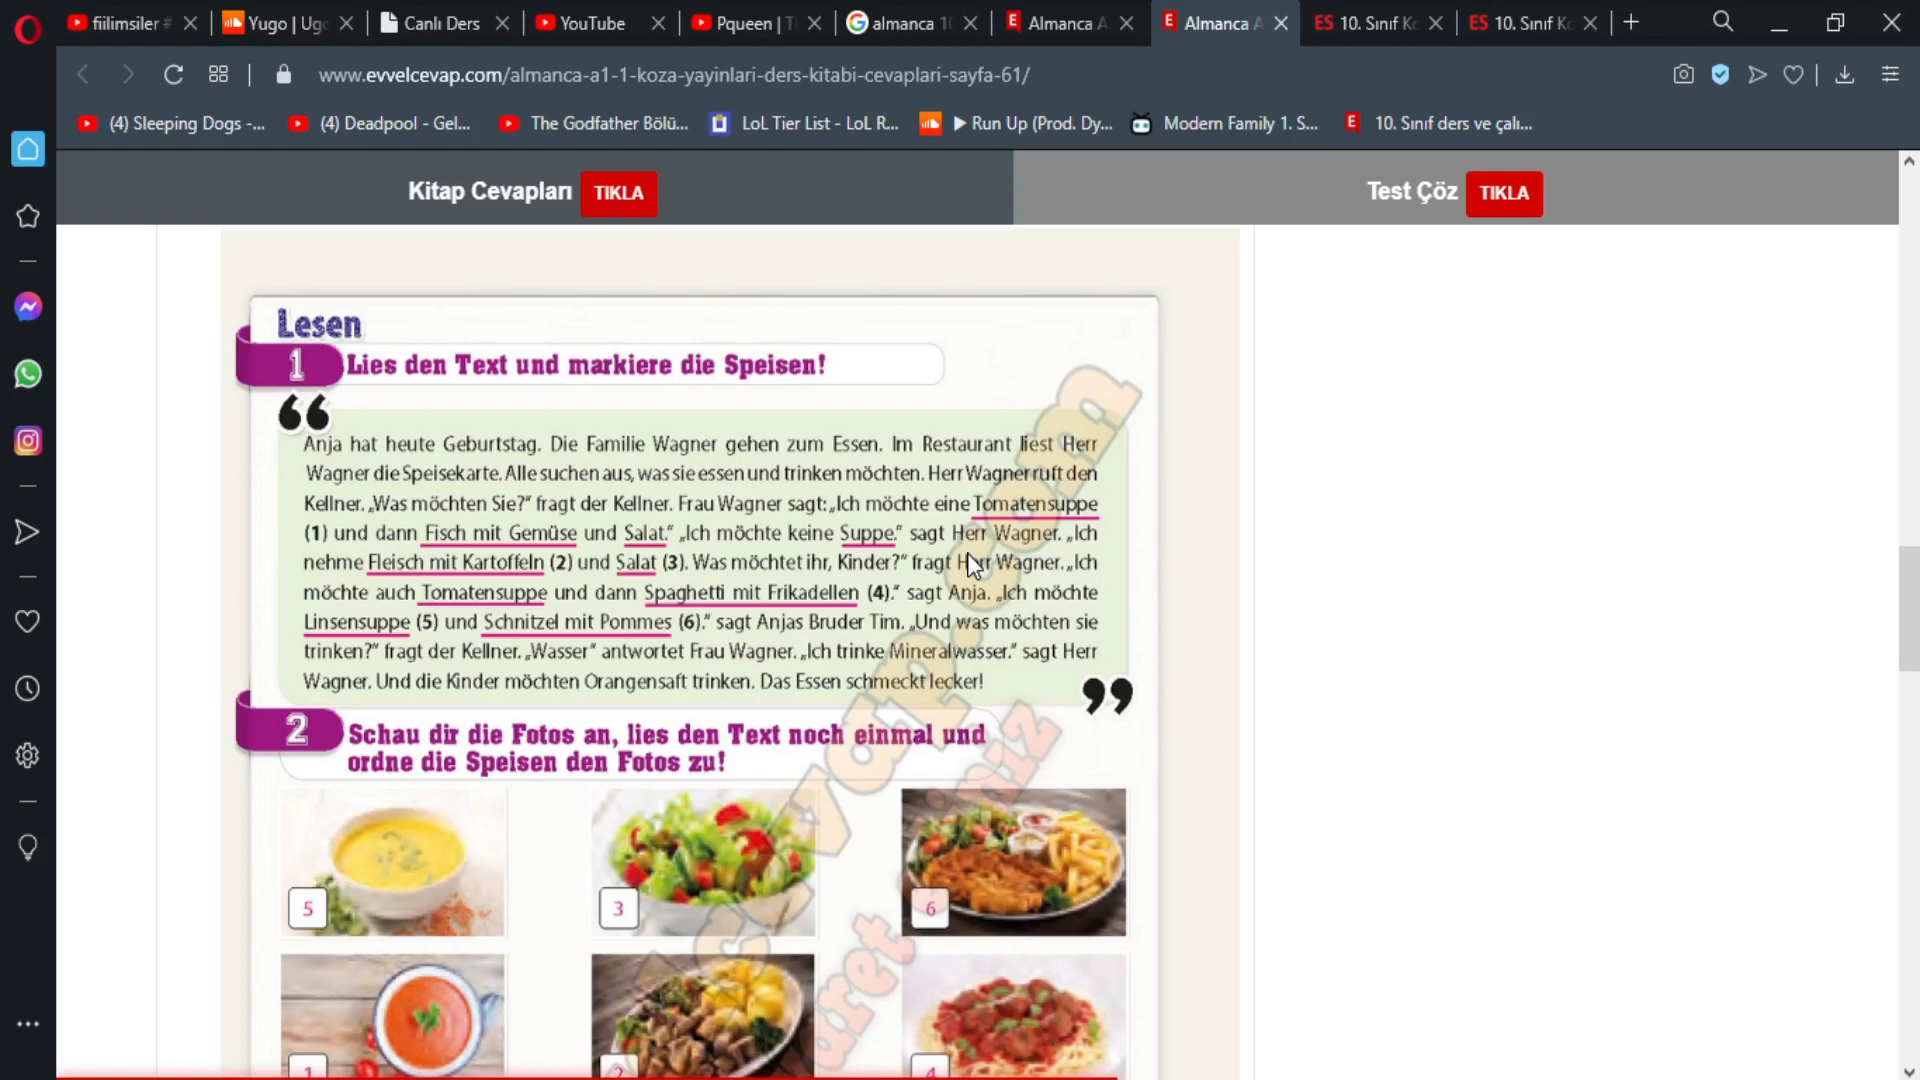 fiilimsiler #
Yugo | Ug
Canlı Ders
YouTube
Pqueen | T
almanca 10
Almanca A
Almanca A
ES 10. Sınıf Ko
ES 10. Sınıf Ko
www.evvelcevap.com/almanca-a1-1-koza-yayinlari-ders-kitabi-cevaplari-sayfa-61/
(4) Sleeping Dogs -...
(4) Deadpool - Gel...
The Godfather Bölü...
LoL Tier List - LoL R...
Run Up (Prod. Dy...
Modern Family 1. S...
10. Sınıf ders ve çalı...
Kitap Cevapları TIKLA
Test Çöz TIKLA
Lesen
1 Lies den Text und markiere die Speisen!
Anja hat heute Geburtstag. Die Familie Wagner gehen zum Essen. Im Restaurant liest Herr
Wagner die Speisekarte. Alle suchen aus, was sie essen und trinken möchten. Herr Wagner ruft den
Kellner. „Was möchten Sie?“ fragt der Kellner. Frau Wagner sagt: „Ich möchte eine Tomatensuppe
(1) und dann Fisch mit Gemüse und Salat.“ „Ich möchte keine Suppe.“ sagt Herr Wagner. „Ich
nehme Fleisch mit Kartoffeln (2) und Salat (3). Was möchtet ihr, Kinder?“ fragt Herr Wagner. „Ich
möchte auch Tomatensuppe und dann Spaghetti mit Frikadellen (4).“ sagt Anja. „Ich möchte
Linsensuppe (5) und Schnitzel mit Pommes (6).“ sagt Anjas Bruder Tim. „Und was möchten sie
trinken?“ fragt der Kellner. „Wasser“ antwortet Frau Wagner. „Ich trinke Mineralwasser.“ sagt Herr
Wagner. Und die Kinder möchten Orangensaft trinken. Das Essen schmeckt lecker!
2 Schau dir die Fotos an, lies den Text noch einmal und
ordne die Speisen den Fotos zu!
5
3
6
1
2
4